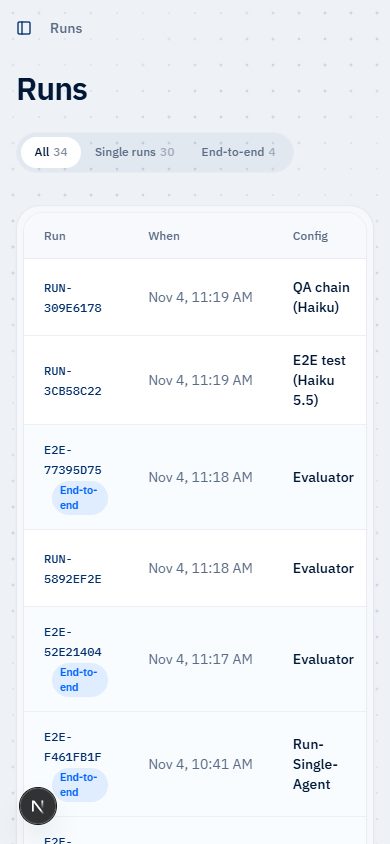 Runs
Runs
All 34 Single runs 30 End-to-end 4
Run When Config
RUN-
309E6178
Nov 4, 11:19 AM
QA chain
(Haiku)
RUN-
3CB58C22
Nov 4, 11:19 AM
E2E test
(Haiku
5.5)
E2E-
77395D75
End-to-
end
Nov 4, 11:18 AM
Evaluator
RUN-
5892EF2E
Nov 4, 11:18 AM
Evaluator
E2E-
52E21404
End-to-
end
Nov 4, 11:17 AM
Evaluator
E2E-
F461FB1F
End-to-
end
Nov 4, 10:41 AM
Run-
Single-
Agent
N
E2E-